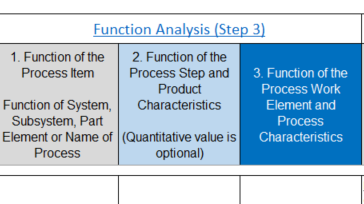 Function Analysis (Step 3)
1. Function of the
Process Item
Function of System,
Subsystem, Part
Element or Name of
Process
2. Function of the
Process Step and
Product
Characteristics
(Quantitative value is
optional)
3. Function of the
Process Work
Element and
Process
Characteristics